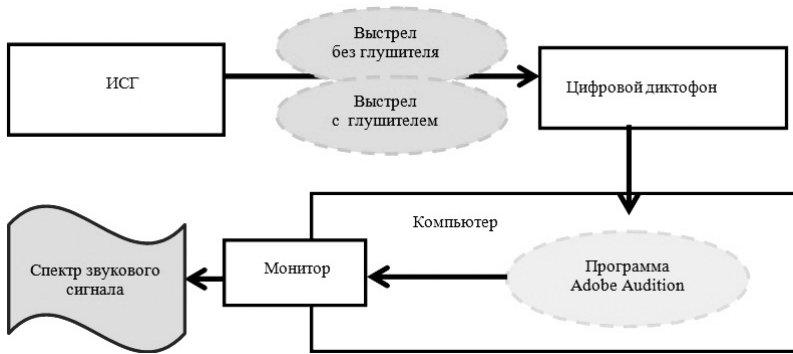 Выстрел
без глушителя
ИСГ
Цифровой диктофон
Выстрел
с глушителем
Компьютер
Спектр звукового
сигнала
Монитор
Программа
Adobe Audition